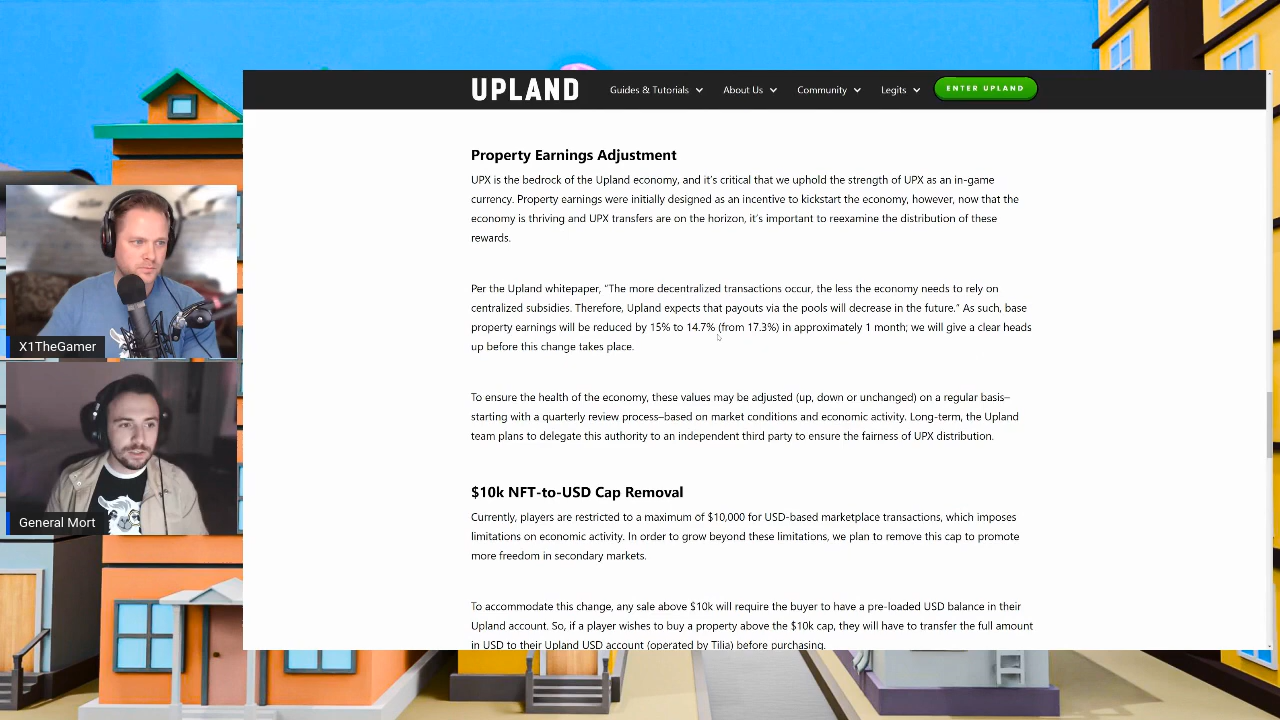 UPLAND
Guides & Tutorials
About Us
Community
Legits
ENTER UPLAND
Property Earnings Adjustment
UPX is the bedrock of the Upland economy, and it's critical that we uphold the strength of UPX as an in-game
currency. Property earnings were initially designed as an incentive to kickstart the economy, however, now that the
economy is thriving and UPX transfers are on the horizon, it's important to reexamine the distribution of these
rewards.
Per the Upland whitepaper, "The more decentralized transactions occur, the less the economy needs to rely on
centralized subsidies. Therefore, Upland expects that payouts via the pools will decrease in the future." As such, base
property earnings will be reduced by 15% to 14.7% (from 17.3%) in approximately 1 month; we will give a clear heads
up before this change takes place.
To ensure the health of the economy, these values may be adjusted (up, down or unchanged) on a regular basis–
starting with a quarterly review process–based on market conditions and economic activity. Long-term, the Upland
team plans to delegate this authority to an independent third party to ensure the fairness of UPX distribution.
$10k NFT-to-USD Cap Removal
Currently, players are restricted to a maximum of $10,000 for USD-based marketplace transactions, which imposes
limitations on economic activity. In order to grow beyond these limitations, we plan to remove this cap to promote
more freedom in secondary markets.
To accommodate this change, any sale above $10k will require the buyer to have a pre-loaded USD balance in their
Upland account. So, if a player wishes to buy a property above the $10k cap, they will have to transfer the full amount
in USD to their Upland USD account (operated by Tilia) before purchasing.
X1TheGamer
General Mort